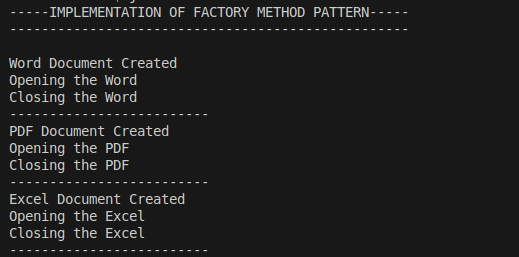 -----IMPLEMENTATION OF FACTORY METHOD PATTERN-----
--------------------------------------------------
Word Document Created
Opening the Word
Closing the Word
-------------------------
PDF Document Created
Opening the PDF
Closing the PDF
-------------------------
Excel Document Created
Opening the Excel
Closing the Excel
-------------------------